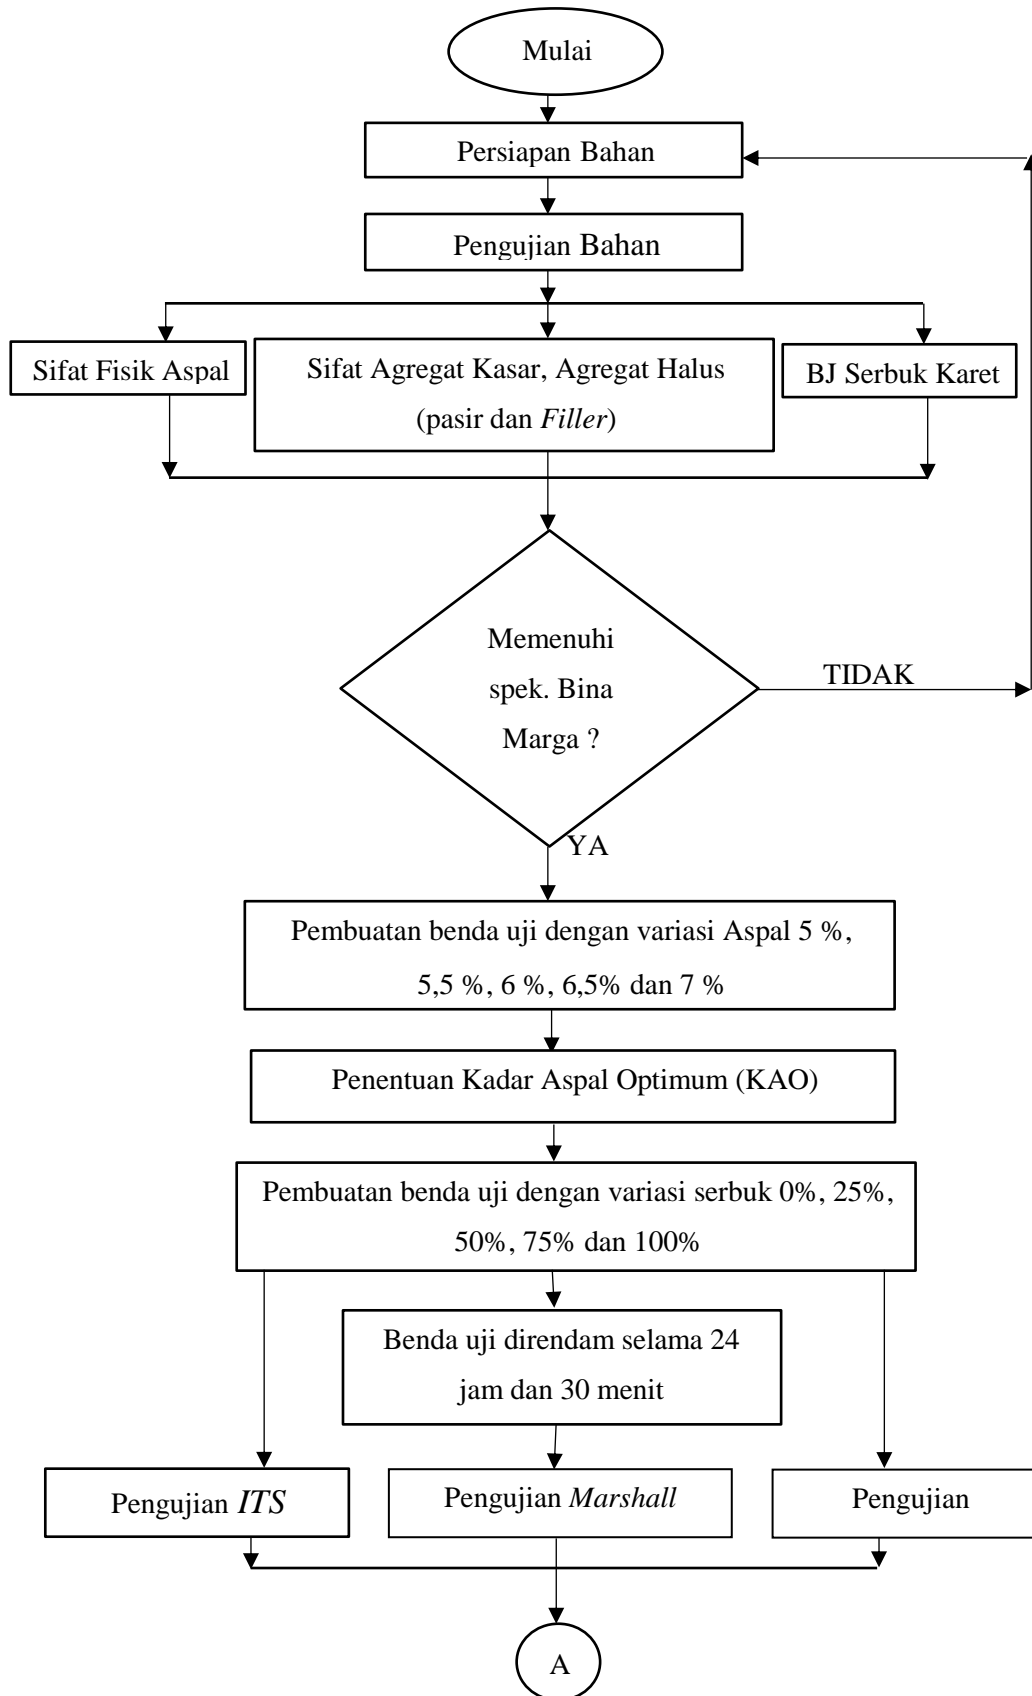 Mulai
Persiapan Bahan
Pengujian Bahan
Sifat Fisik Aspal
Sifat Agregat Kasar, Agregat Halus
(pasir dan Filler)
BJ Serbuk Karet
Memenuhi
spek. Bina
Marga ?
TIDAK
YA
Pembuatan benda uji dengan variasi Aspal 5 %,
5,5 %, 6 %, 6,5% dan 7 %
Penentuan Kadar Aspal Optimum (KAO)
Pembuatan benda uji dengan variasi serbuk 0%, 25%,
50%, 75% dan 100%
Benda uji direndam selama 24
jam dan 30 menit
Pengujian ITS
Pengujian Marshall
Pengujian
A